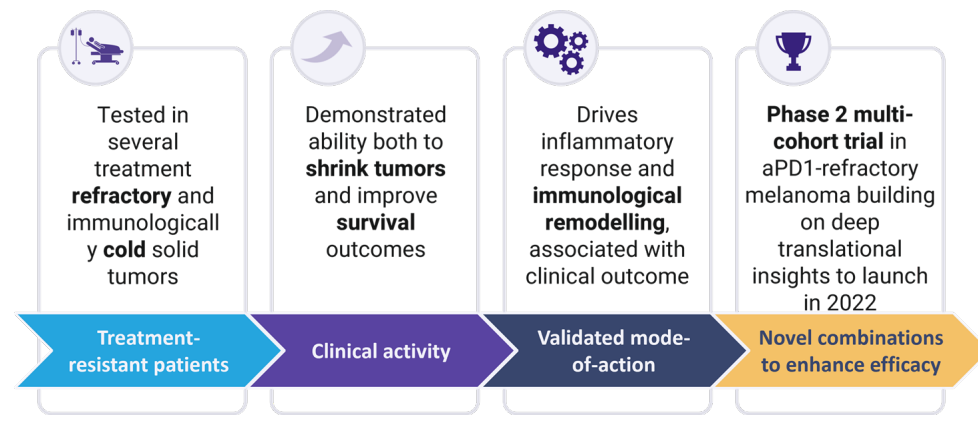 Tested in
several
treatment
refractory and
immunologicall
y cold solid
tumors
Demonstrated
ability both to
shrink tumors
and improve
survival
outcomes
Drives
inflammatory
response and
immunological
remodelling,
associated with
clinical outcome
Phase 2 multi-
cohort trial in
aPD1-refractory
melanoma building
on deep
translational
insights to launch
in 2022
Treatment-
resistant patients
Clinical activity
Validated mode-
of-action
Novel combinations
to enhance efficacy